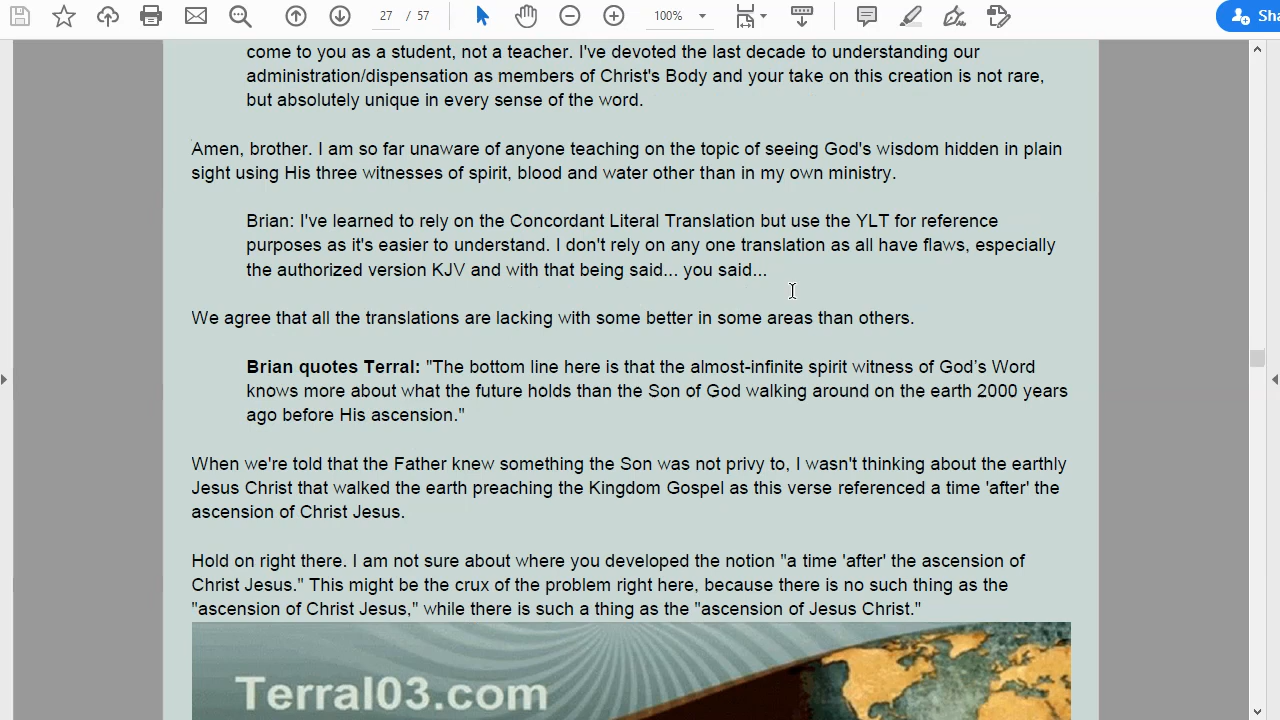 27 / 57
100%
Sha
come to you as a student, not a teacher. I've devoted the last decade to understanding our
administration/dispensation as members of Christ's Body and your take on this creation is not rare,
but absolutely unique in every sense of the word.
Amen, brother. I am so far unaware of anyone teaching on the topic of seeing God's wisdom hidden in plain
sight using His three witnesses of spirit, blood and water other than in my own ministry.
Brian: I've learned to rely on the Concordant Literal Translation but use the YLT for reference
purposes as it's easier to understand. I don't rely on any one translation as all have flaws, especially
the authorized version KJV and with that being said... you said...
We agree that all the translations are lacking with some better in some areas than others.
Brian quotes Terral: "The bottom line here is that the almost-infinite spirit witness of God’s Word
knows more about what the future holds than the Son of God walking around on the earth 2000 years
ago before His ascension."
When we're told that the Father knew something the Son was not privy to, I wasn't thinking about the earthly
Jesus Christ that walked the earth preaching the Kingdom Gospel as this verse referenced a time 'after' the
ascension of Christ Jesus.
Hold on right there. I am not sure about where you developed the notion "a time 'after' the ascension of
Christ Jesus." This might be the crux of the problem right here, because there is no such thing as the
"ascension of Christ Jesus," while there is such a thing as the "ascension of Jesus Christ."
Terral03.com